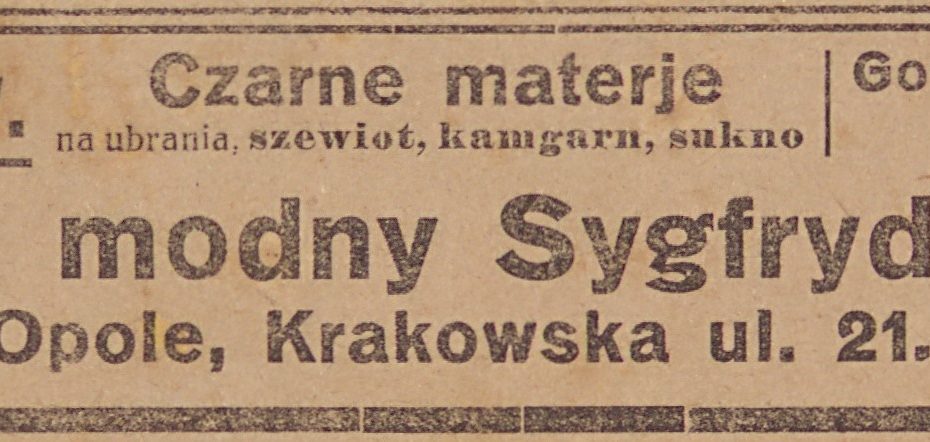 Czarne materje
na ubrania, szewiot, kamgarn, sukno
modny Sygfryd
Opole, Krakowska ul. 21.